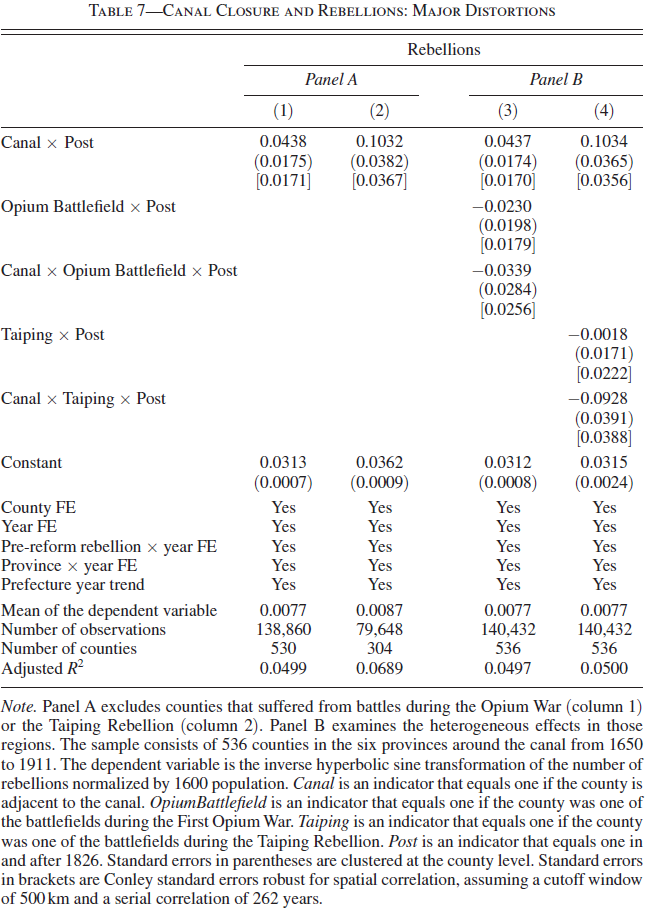 TABLE 7—CANAL CLOSURE AND REBELLIONS: MAJOR DISTORTIONS
Rebellions
Panel A Panel B
(1) (2) (3) (4)
Canal × Post 0.0438 0.1032 0.0437 0.1034
(0.0175) (0.0382) (0.0174) (0.0365)
[0.0171] [0.0367] [0.0170] [0.0356]
Opium Battlefield × Post −0.0230
(0.0198)
[0.0179]
Canal × Opium Battlefield × Post −0.0339
(0.0284)
[0.0256]
Taiping × Post −0.0018
(0.0171)
[0.0222]
Canal × Taiping × Post −0.0928
(0.0391)
[0.0388]
Constant 0.0313 0.0362 0.0312 0.0315
(0.0007) (0.0009) (0.0008) (0.0024)
County FE Yes Yes Yes Yes
Year FE Yes Yes Yes Yes
Pre-reform rebellion × year FE Yes Yes Yes Yes
Province × year FE Yes Yes Yes Yes
Prefecture year trend Yes Yes Yes Yes
Mean of the dependent variable 0.0077 0.0087 0.0077 0.0077
Number of observations 138,860 79,648 140,432 140,432
Number of counties 530 304 536 536
Adjusted R² 0.0499 0.0689 0.0497 0.0500
Note. Panel A excludes counties that suffered from battles during the Opium War (column 1)
or the Taiping Rebellion (column 2). Panel B examines the heterogeneous effects in those
regions. The sample consists of 536 counties in the six provinces around the canal from 1650
to 1911. The dependent variable is the inverse hyperbolic sine transformation of the number of
rebellions normalized by 1600 population. Canal is an indicator that equals one if the county is
adjacent to the canal. OpiumBattlefield is an indicator that equals one if the county was one of
the battlefields during the First Opium War. Taiping is an indicator that equals one if the county
was one of the battlefields during the Taiping Rebellion. Post is an indicator that equals one in
and after 1826. Standard errors in parentheses are clustered at the county level. Standard errors
in brackets are Conley standard errors robust for spatial correlation, assuming a cutoff window
of 500 km and a serial correlation of 262 years.